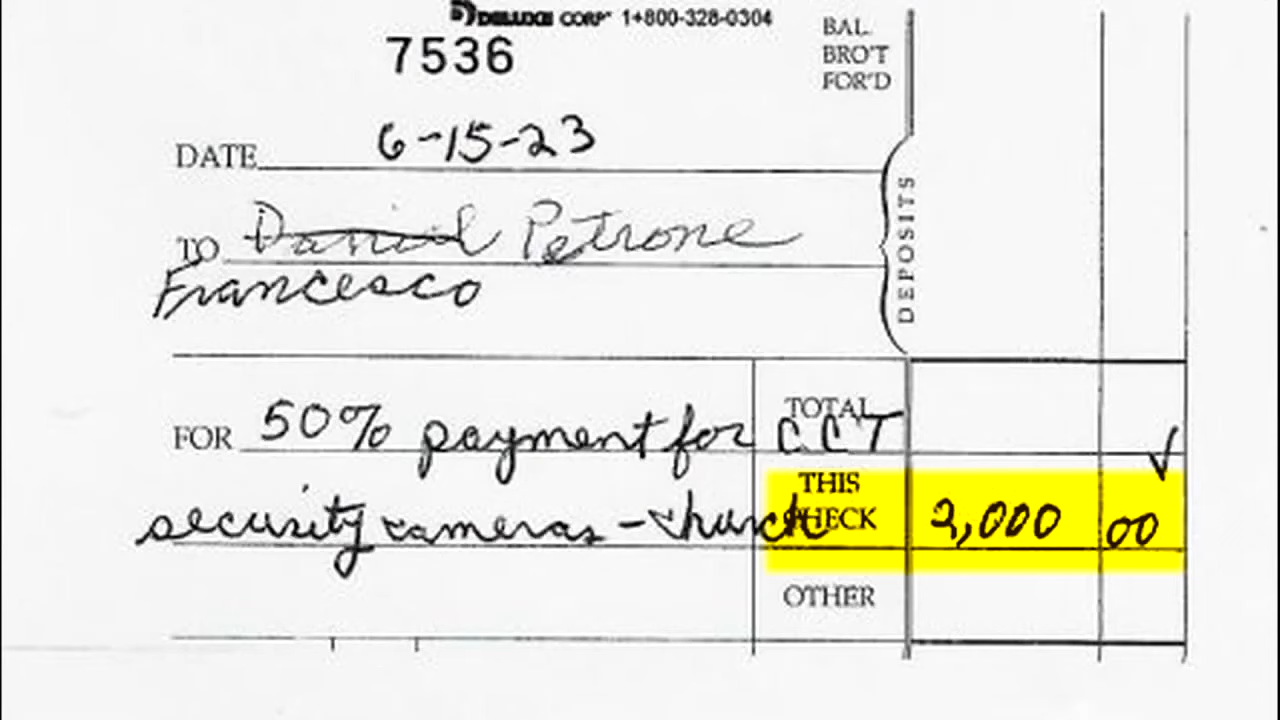 DELUXE CORP 1+800-328-0304
7536
BAL.
BRO'T
FOR'D
DATE 6-15-23
TO Daniel Petrone
Francesco
DEPOSITS
FOR 50% payment for CCT
TOTAL
security cameras - church
THIS
CHECK 2,000 00
OTHER